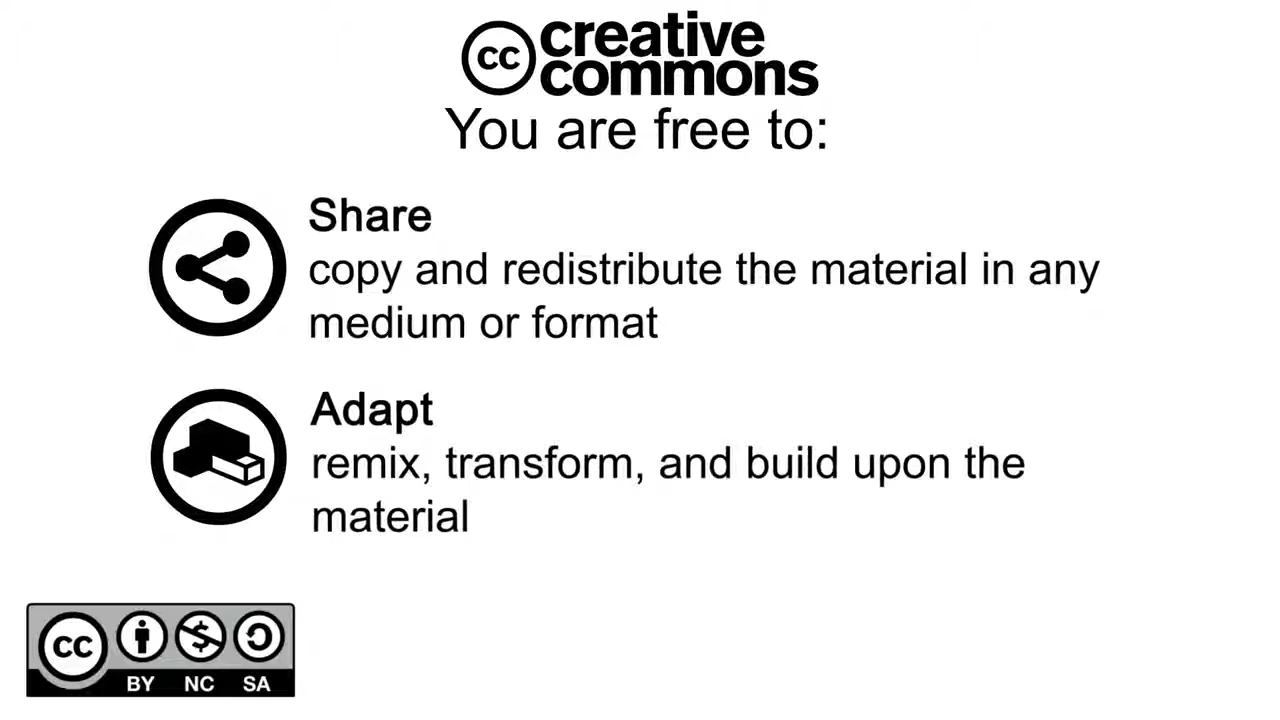 cc creative
commons
You are free to:
Share
copy and redistribute the material in any
medium or format
Adapt
remix, transform, and build upon the
material
cc
BY NC SA